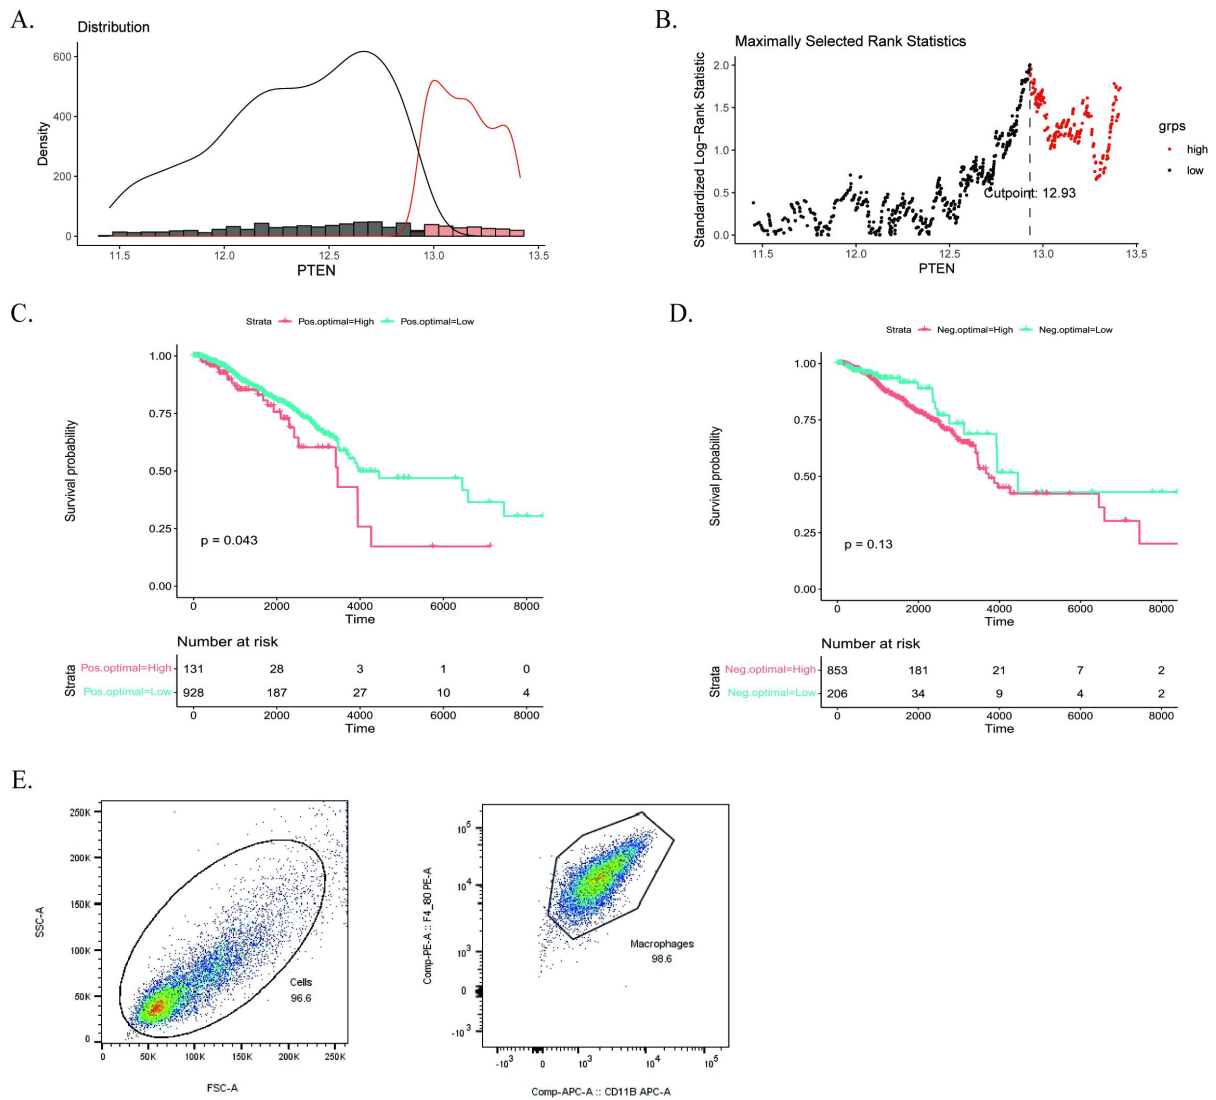 A.
Distribution
Density
600
400
200
0
11.5 12.0 12.5 13.0 13.5
PTEN
B.
Maximally Selected Rank Statistics
Standardized Log-Rank Statistic
2.0
1.5
1.0
0.5
0.0
Cutpoint: 12.93
11.5 12.0 12.5 13.0 13.5
PTEN
grps
high
low
C.
Strata Pos.optimal=High Pos.optimal=Low
Survival probability
1.00
0.75
0.50
0.25
0.00
p = 0.043
0 2000 4000 6000 8000
Time
Number at risk
Strata
Pos.optimal=High 131 28 3 1 0
Pos.optimal=Low 928 187 27 10 4
0 2000 4000 6000 8000
Time
D.
Strata Neg.optimal=High Neg.optimal=Low
Survival probability
1.00
0.75
0.50
0.25
0.00
p = 0.13
0 2000 4000 6000 8000
Time
Number at risk
Strata
Neg.optimal=High 853 181 21 7 2
Neg.optimal=Low 206 34 9 4 2
0 2000 4000 6000 8000
Time
E.
SSC-A
250K
200K
150K
100K
50K
0
Cells
96.6
0 50K 100K 150K 200K 250K
FSC-A
Comp-PE-A :: F4_80 PE-A
10^5
10^4
10^3
0
-10^3
Macrophages
98.6
-10^3 0 10^3 10^4 10^5
Comp-APC-A :: CD11B APC-A